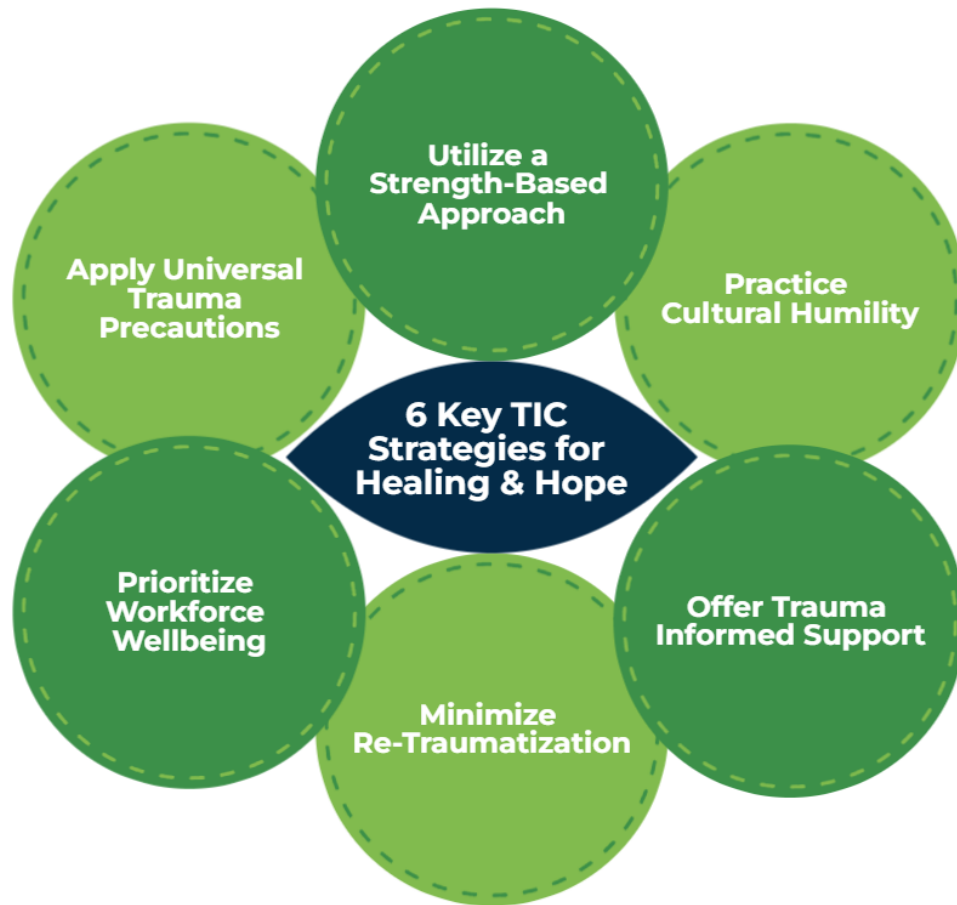 Utilize a
Strength-Based
Approach
Apply Universal
Trauma
Precautions
Practice
Cultural Humility
6 Key TIC
Strategies for
Healing & Hope
Prioritize
Workforce
Wellbeing
Offer Trauma
Informed Support
Minimize
Re-Traumatization